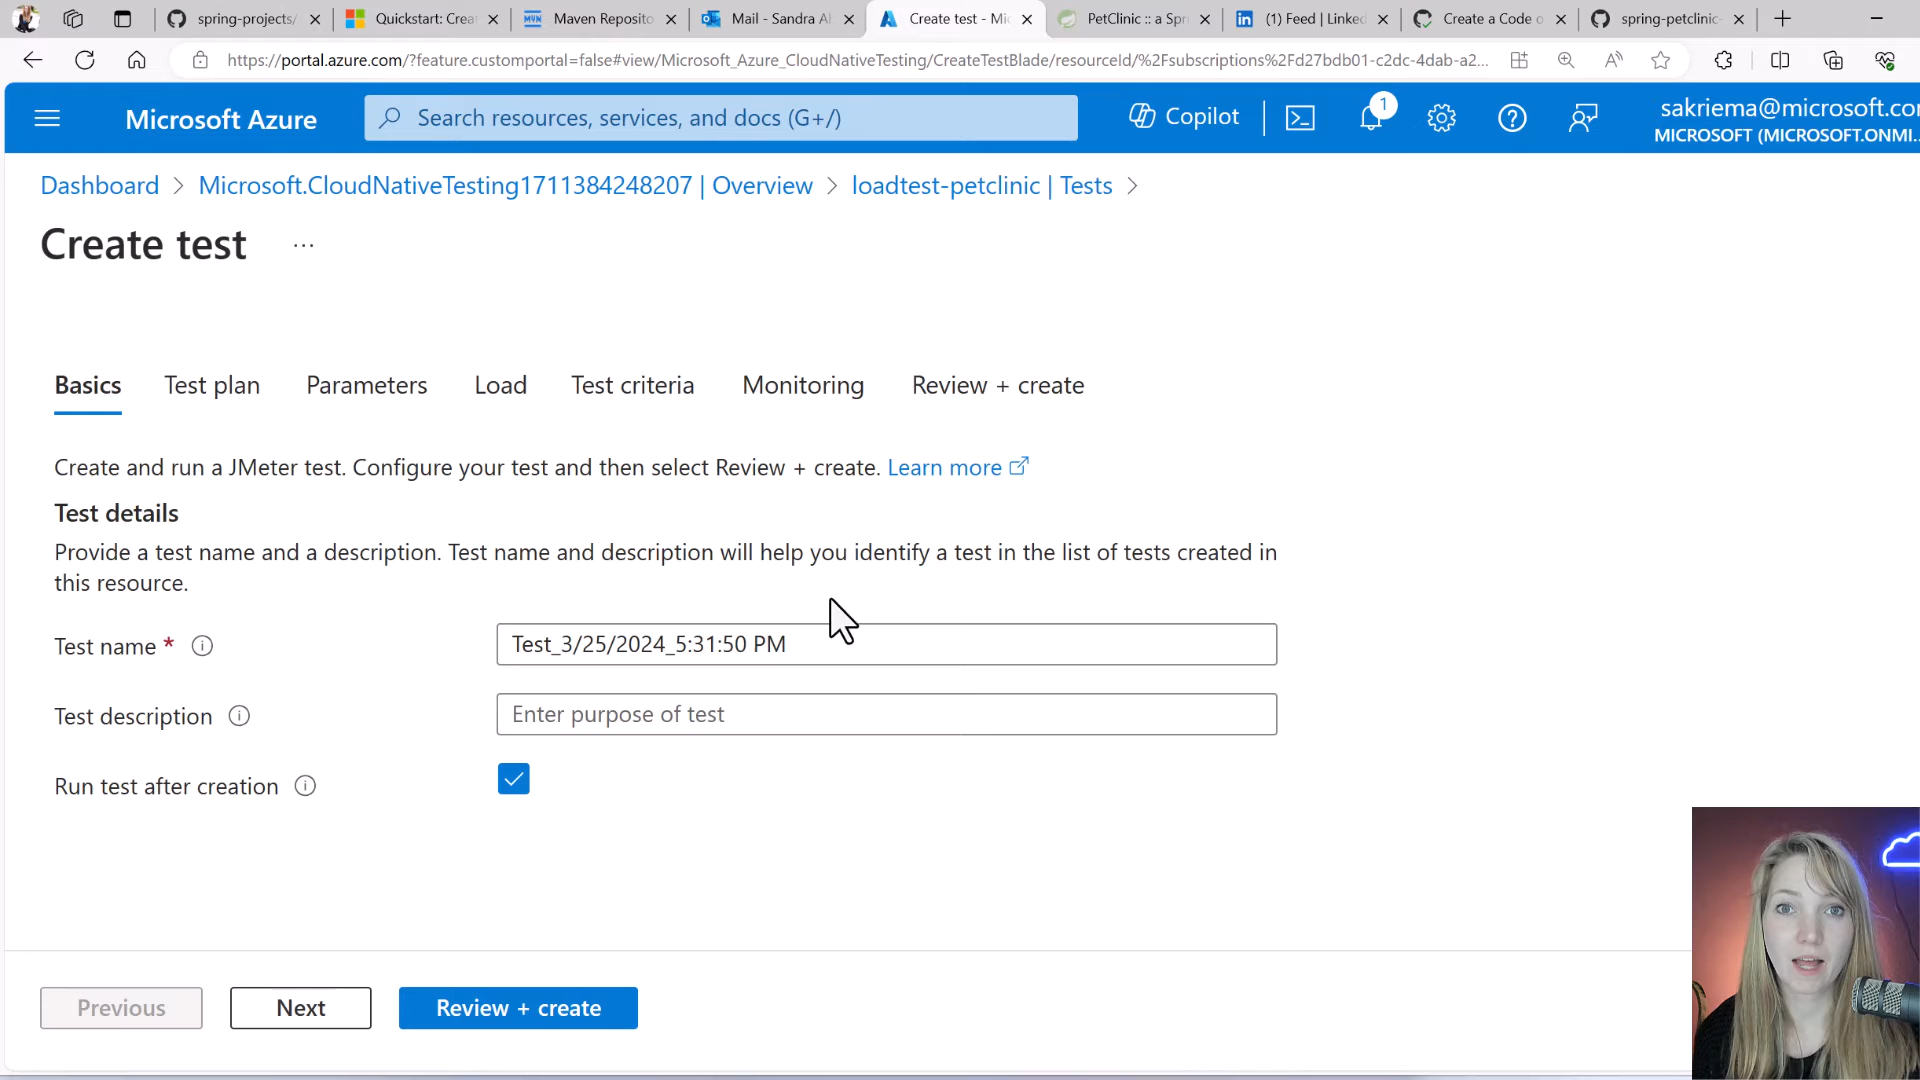 spring-projects/
Quickstart: Crea
Maven Reposito
Mail - Sandra Al
Create test - Mic
PetClinic :: a Spr
(1) Feed | Linked
Create a Code o
spring-petclinic-
https://portal.azure.com/?feature.customportal=false#view/Microsoft_Azure_CloudNativeTesting/CreateTestBlade/resourceId/%2Fsubscriptions%2Fd27bdb01-c2dc-4dab-a2...
Microsoft Azure
Search resources, services, and docs (G+/)
Copilot
1
sakriema@microsoft.co
MICROSOFT (MICROSOFT.ONMI...
Dashboard > Microsoft.CloudNativeTesting1711384248207 | Overview > loadtest-petclinic | Tests >
Create test ...
Basics Test plan Parameters Load Test criteria Monitoring Review + create
Create and run a JMeter test. Configure your test and then select Review + create. Learn more
Test details
Provide a test name and a description. Test name and description will help you identify a test in the list of tests created in
this resource.
Test name *
Test_3/25/2024_5:31:50 PM
Test description
Enter purpose of test
Run test after creation
Previous
Next
Review + create